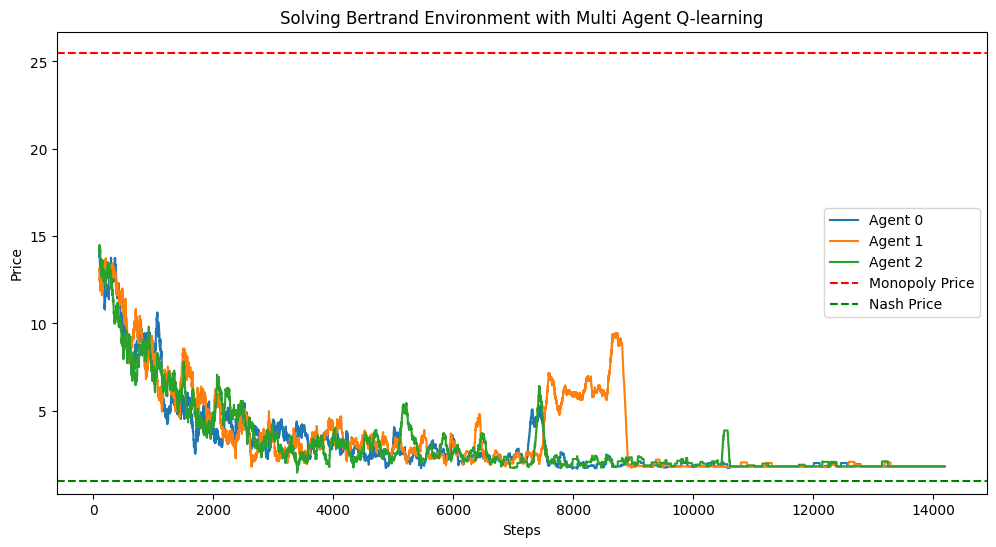 Solving Bertrand Environment with Multi Agent Q-learning
Price
25
20
15
10
5
Agent 0
Agent 1
Agent 2
Monopoly Price
Nash Price
0 2000 4000 6000 8000 10000 12000 14000
Steps